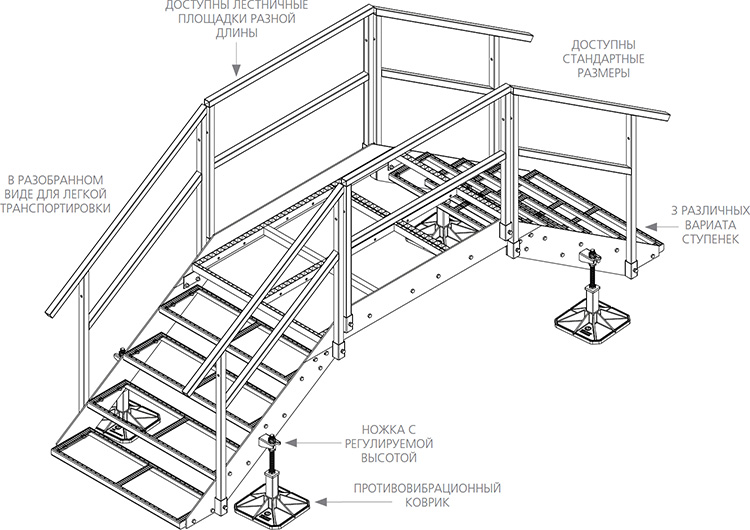 ДОСТУПНЫ ЛЕСТНИЧНЫЕ
ПЛОЩАДКИ РАЗНОЙ
ДЛИНЫ
ДОСТУПНЫ
СТАНДАРТНЫЕ
РАЗМЕРЫ
В РАЗОБРАННОМ
ВИДЕ ДЛЯ ЛЕГКОЙ
ТРАНСПОРТИРОВКИ
3 РАЗЛИЧНЫХ
ВАРИАТА
СТУПЕНЕК
НОЖКА С
РЕГУЛИРУЕМОЙ
ВЫСОТОЙ
ПРОТИВОВИБРАЦИОННЫЙ
КОВРИК